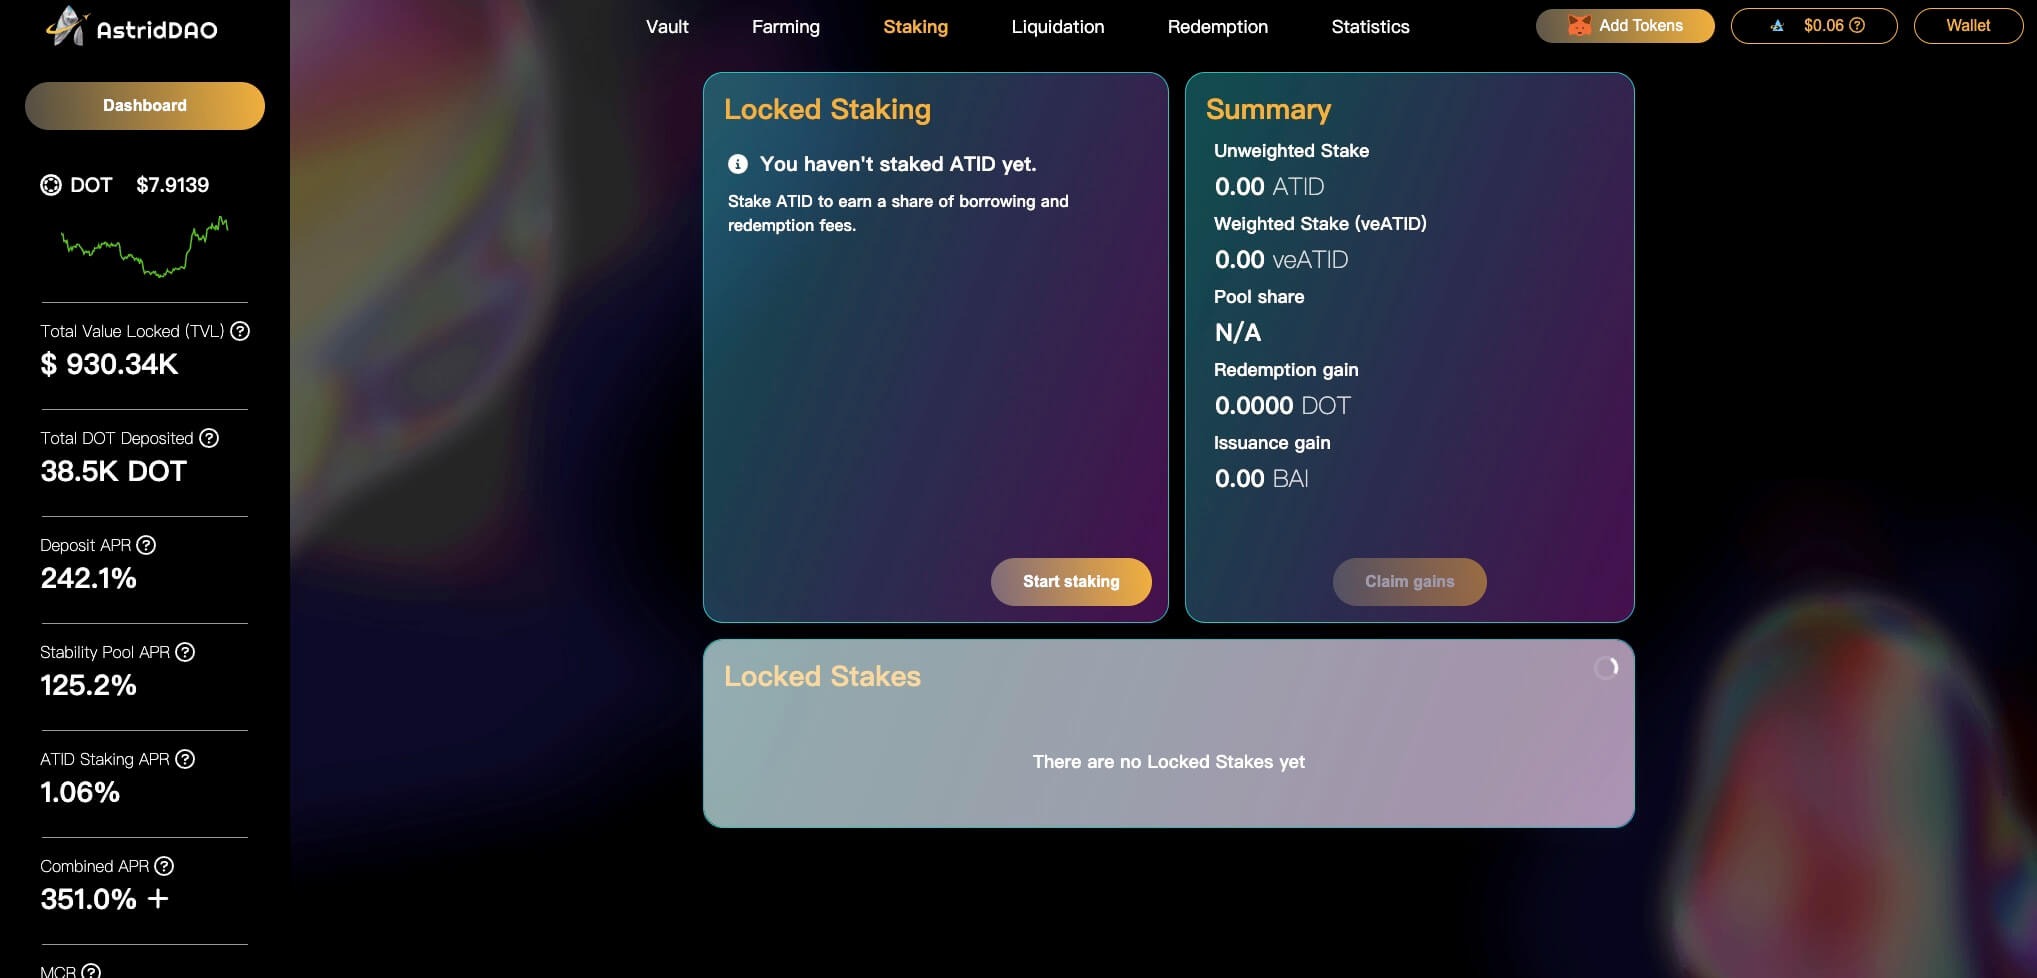 AstridDAO
Vault
Farming
Staking
Liquidation
Redemption
Statistics
Add Tokens
$0.06
Wallet
Dashboard
DOT $7.9139
Total Value Locked (TVL)
$ 930.34K
Total DOT Deposited
38.5K DOT
Deposit APR
242.1%
Stability Pool APR
125.2%
ATID Staking APR
1.06%
Combined APR
351.0% +
MCR
Locked Staking
You haven't staked ATID yet.
Stake ATID to earn a share of borrowing and
redemption fees.
Start staking
Summary
Unweighted Stake
0.00 ATID
Weighted Stake (veATID)
0.00 veATID
Pool share
N/A
Redemption gain
0.0000 DOT
Issuance gain
0.00 BAI
Claim gains
Locked Stakes
There are no Locked Stakes yet